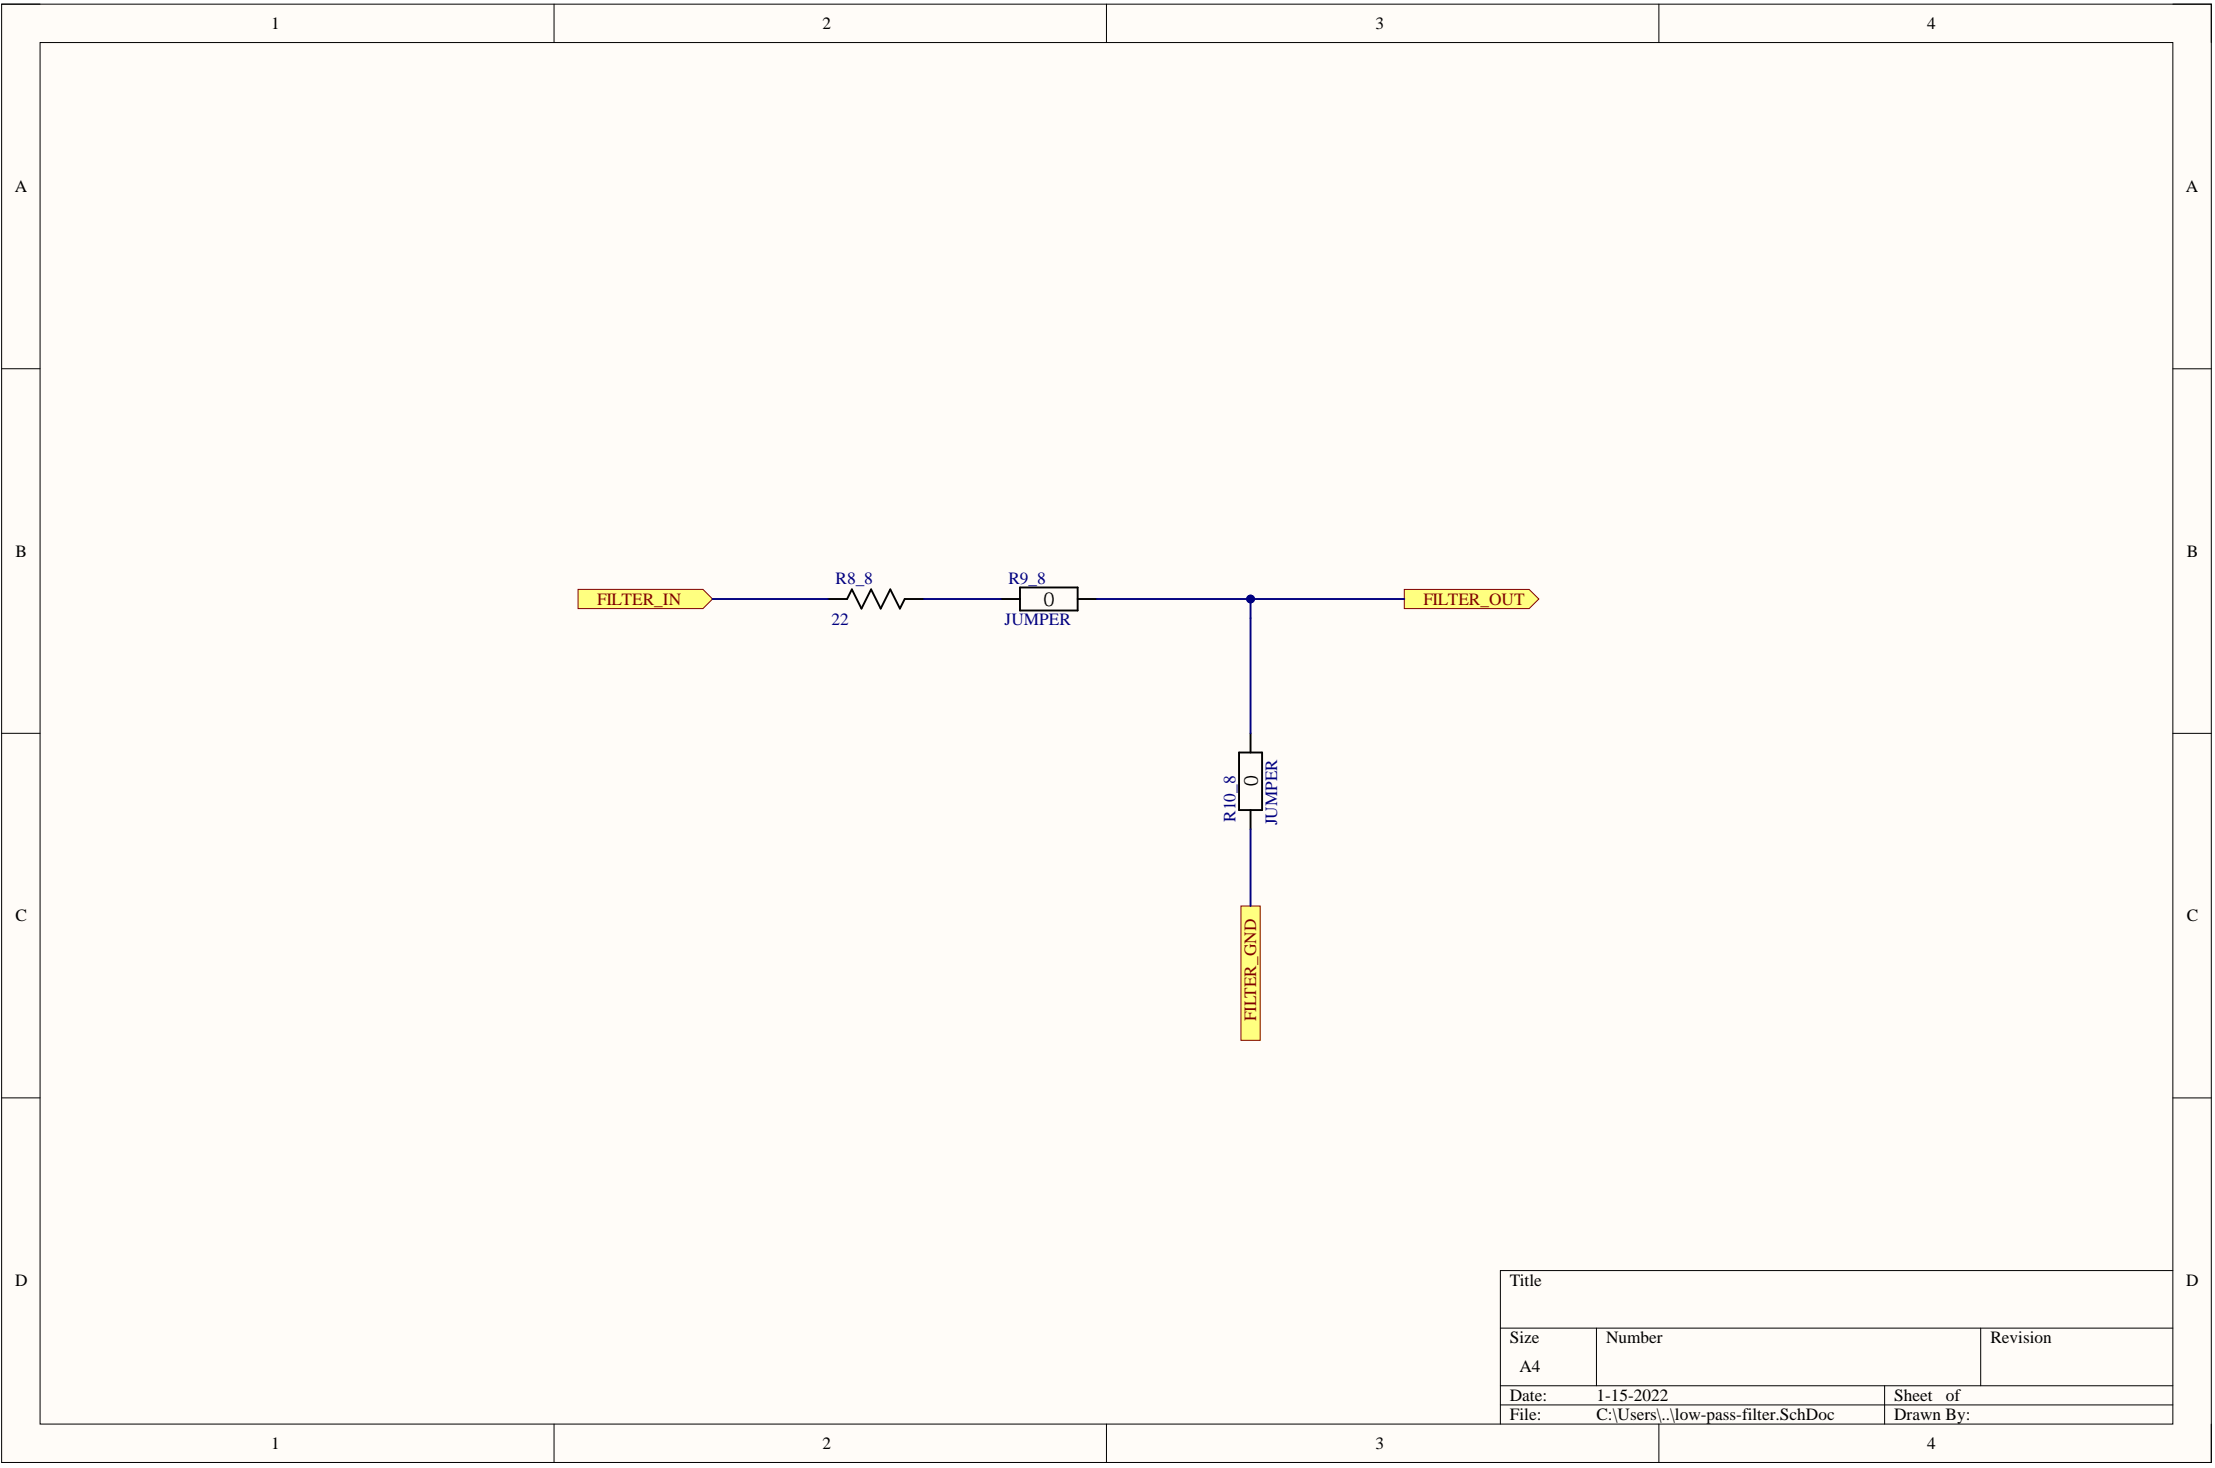 1 2 3 4
A A
B B
R8_8 R9_8
FILTER_IN 0 FILTER_OUT
22 JUMPER
R10_8 0 JUMPER
C C
FILTER_GND
D D
Title
Size Number Revision
A4
Date: 1-15-2022 Sheet of
File: C:\Users\..\low-pass-filter.SchDoc Drawn By:
1 2 3 4